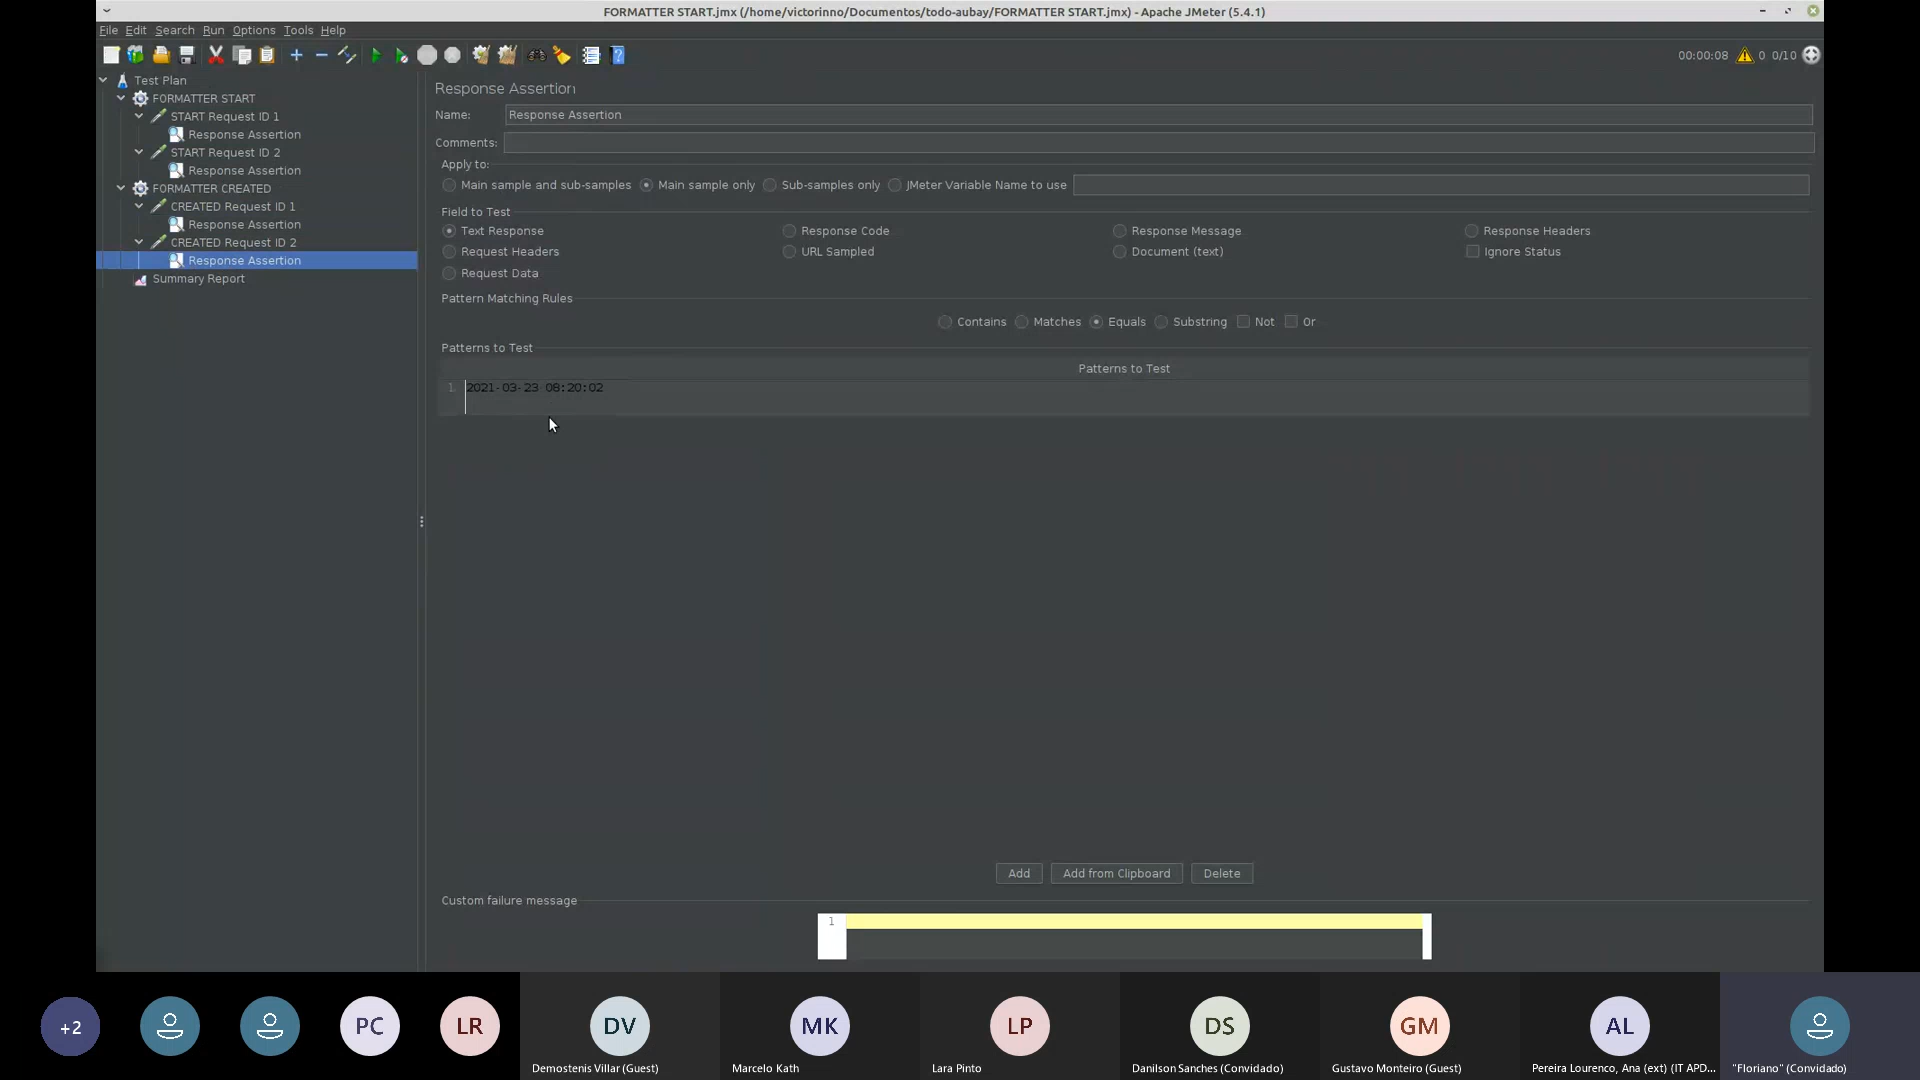 FORMATTER START.jmx (/home/victorinno/Documentos/todo-aubay/FORMATTER START.jmx) - Apache JMeter (5.4.1)
File Edit Search Run Options Tools Help
00:00:08 0 0/10
Test Plan
FORMATTER START
START Request ID 1
Response Assertion
START Request ID 2
Response Assertion
FORMATTER CREATED
CREATED Request ID 1
Response Assertion
CREATED Request ID 2
Response Assertion
Summary Report
Response Assertion
Name: Response Assertion
Comments:
Apply to:
Main sample and sub-samples Main sample only Sub-samples only JMeter Variable Name to use
Field to Test
Text Response Response Code Response Message Response Headers
Request Headers URL Sampled Document (text) Ignore Status
Request Data
Pattern Matching Rules
Contains Matches Equals Substring Not Or
Patterns to Test
Patterns to Test
1 2021-03-23 08:20:02
Add Add from Clipboard Delete
Custom failure message
1
+2 PC LR DV MK LP DS GM AL
Demostenis Villar (Guest) Marcelo Kath Lara Pinto Danilson Sanches (Convidado) Gustavo Monteiro (Guest) Pereira Lourenco, Ana (ext) (IT APD... "Floriano" (Convidado)